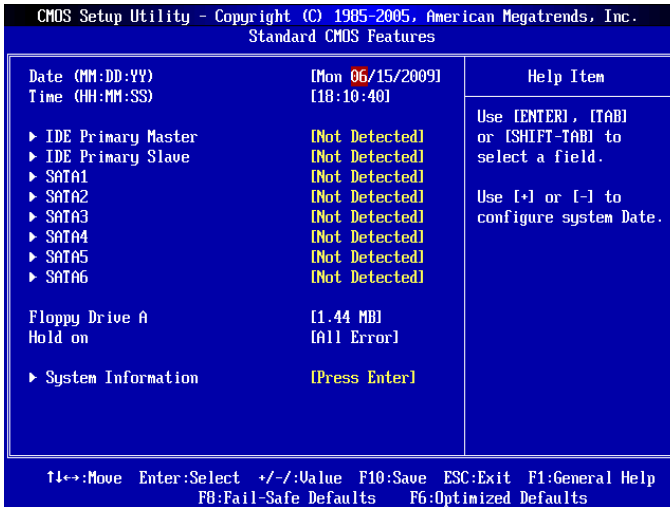 CMOS Setup Utility - Copyright (C) 1985-2005, American Megatrends, Inc.
Standard CMOS Features
Date (MM:DD:YY) [Mon 06/15/2009]
Time (HH:MM:SS) [18:10:40]
▶ IDE Primary Master [Not Detected]
▶ IDE Primary Slave [Not Detected]
▶ SATA1 [Not Detected]
▶ SATA2 [Not Detected]
▶ SATA3 [Not Detected]
▶ SATA4 [Not Detected]
▶ SATA5 [Not Detected]
▶ SATA6 [Not Detected]
Floppy Drive A [1.44 MB]
Hold on [All Error]
▶ System Information [Press Enter]
Help Item
Use [ENTER], [TAB]
or [SHIFT-TAB] to
select a field.
Use [+] or [-] to
configure system Date.
↑↓↔:Move Enter:Select +/-/:Value F10:Save ESC:Exit F1:General Help
F8:Fail-Safe Defaults F6:Optimized Defaults